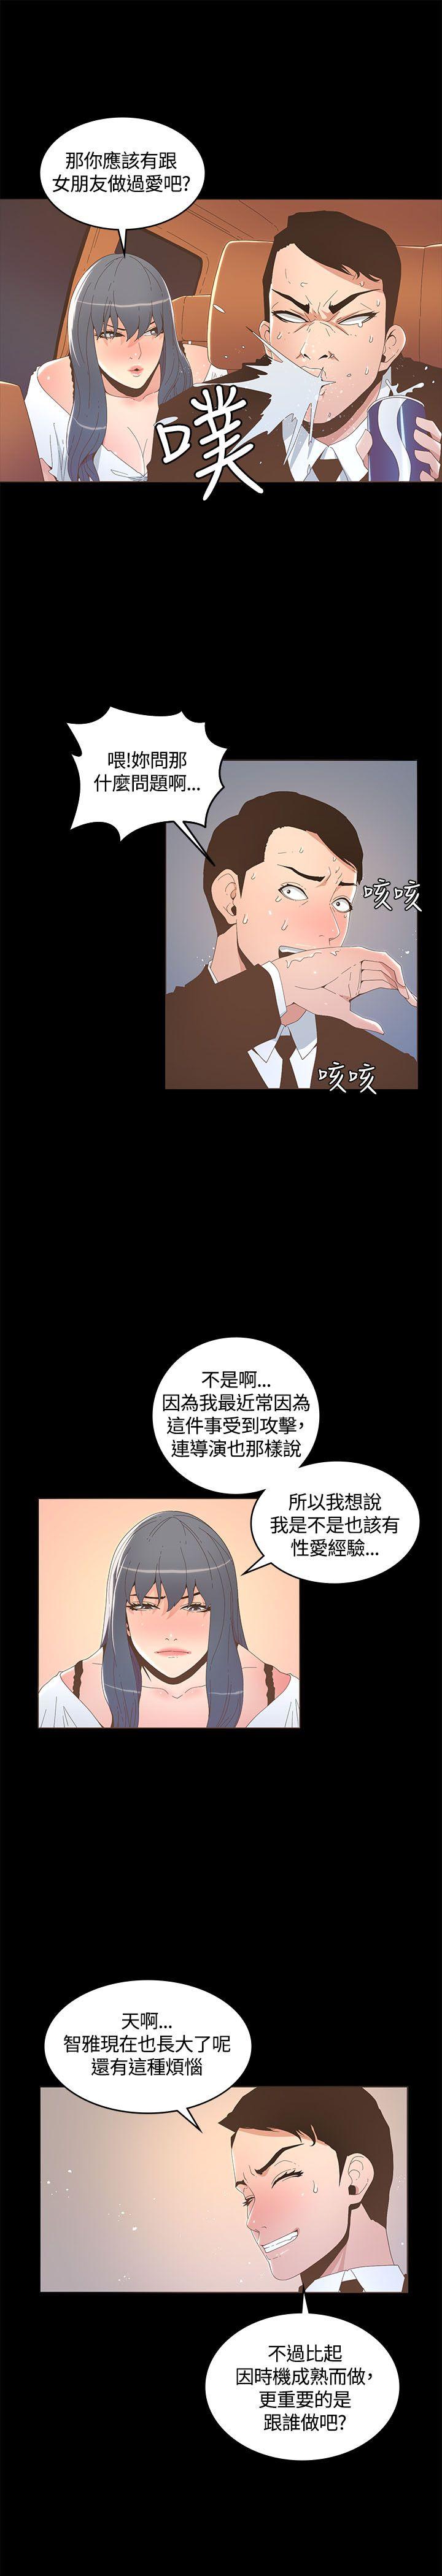 那你應該有跟
女朋友做過愛吧?
噗
喂!妳問那
什麼問題啊...
咳咳
咳咳
不是啊...
因為我最近常因為
這件事受到攻擊,
連導演也那樣說
所以我想說
我是不是也該有
性愛經驗...
天啊...
智雅現在也長大了呢
還有這種煩惱
不過比起
因時機成熟而做,
更重要的是
跟誰做吧?